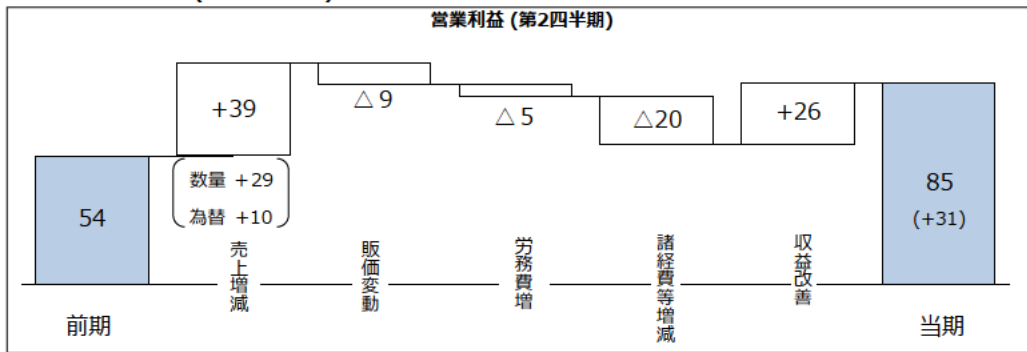 営業利益 (第2四半期)
+39
△9
△5
△20
+26
数量 +29
為替 +10
54
85
(+31)
売上増減
販価変動
労務費増
諸経費等増減
収益改善
前期
当期